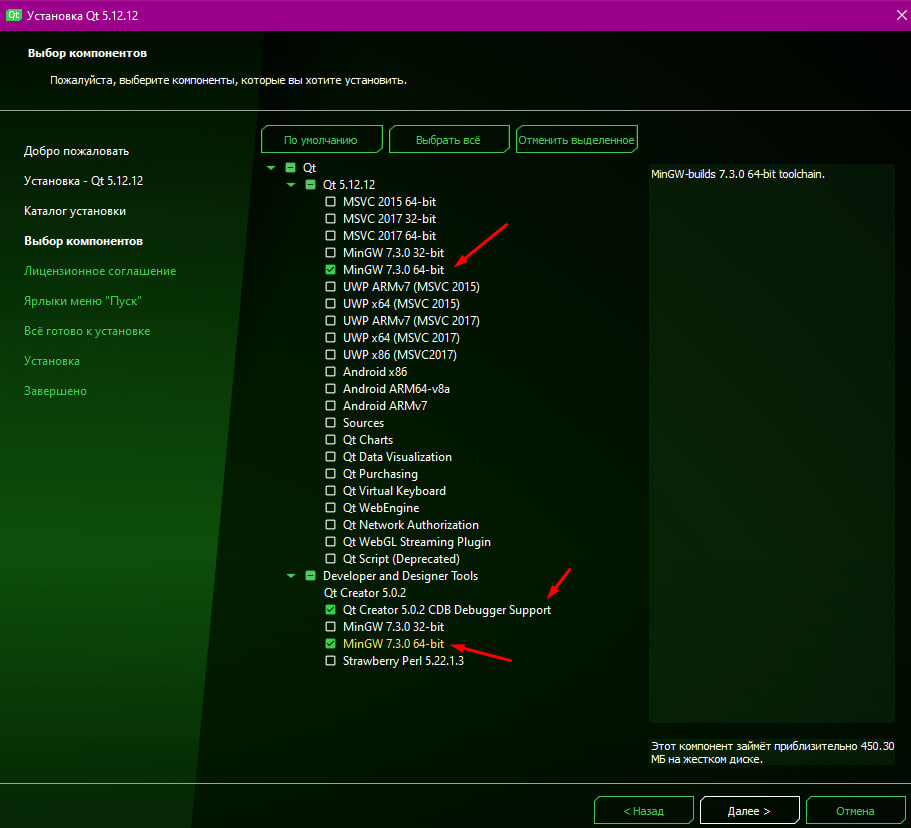 Qt Установка Qt 5.12.12
Выбор компонентов
Пожалуйста, выберите компоненты, которые вы хотите установить.
Добро пожаловать
Установка - Qt 5.12.12
Каталог установки
Выбор компонентов
Лицензионное соглашение
Ярлыки меню "Пуск"
Всё готово к установке
Установка
Завершено
По умолчанию
Выбрать всё
Отменить выделенное
Qt
Qt 5.12.12
MSVC 2015 64-bit
MSVC 2017 32-bit
MSVC 2017 64-bit
MinGW 7.3.0 32-bit
MinGW 7.3.0 64-bit
UWP ARMv7 (MSVC 2015)
UWP x64 (MSVC 2015)
UWP ARMv7 (MSVC 2017)
UWP x64 (MSVC 2017)
UWP x86 (MSVC2017)
Android x86
Android ARM64-v8a
Android ARMv7
Sources
Qt Charts
Qt Data Visualization
Qt Purchasing
Qt Virtual Keyboard
Qt WebEngine
Qt Network Authorization
Qt WebGL Streaming Plugin
Qt Script (Deprecated)
Developer and Designer Tools
Qt Creator 5.0.2
Qt Creator 5.0.2 CDB Debugger Support
MinGW 7.3.0 32-bit
MinGW 7.3.0 64-bit
Strawberry Perl 5.22.1.3
MinGW-builds 7.3.0 64-bit toolchain.
Этот компонент займёт приблизительно 450.30
МБ на жестком диске.
< Назад
Далее >
Отмена